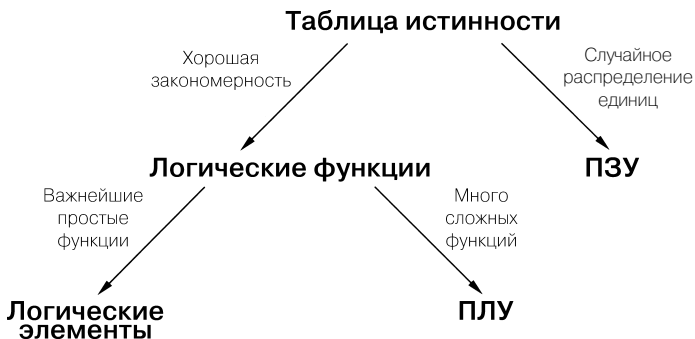 Таблица истинности
Хорошая
закономерность
Случайное
распределение
единиц
Логические функции
ПЗУ
Важнейшие
простые
функции
Много
сложных
функций
Логические
элементы
ПЛУ